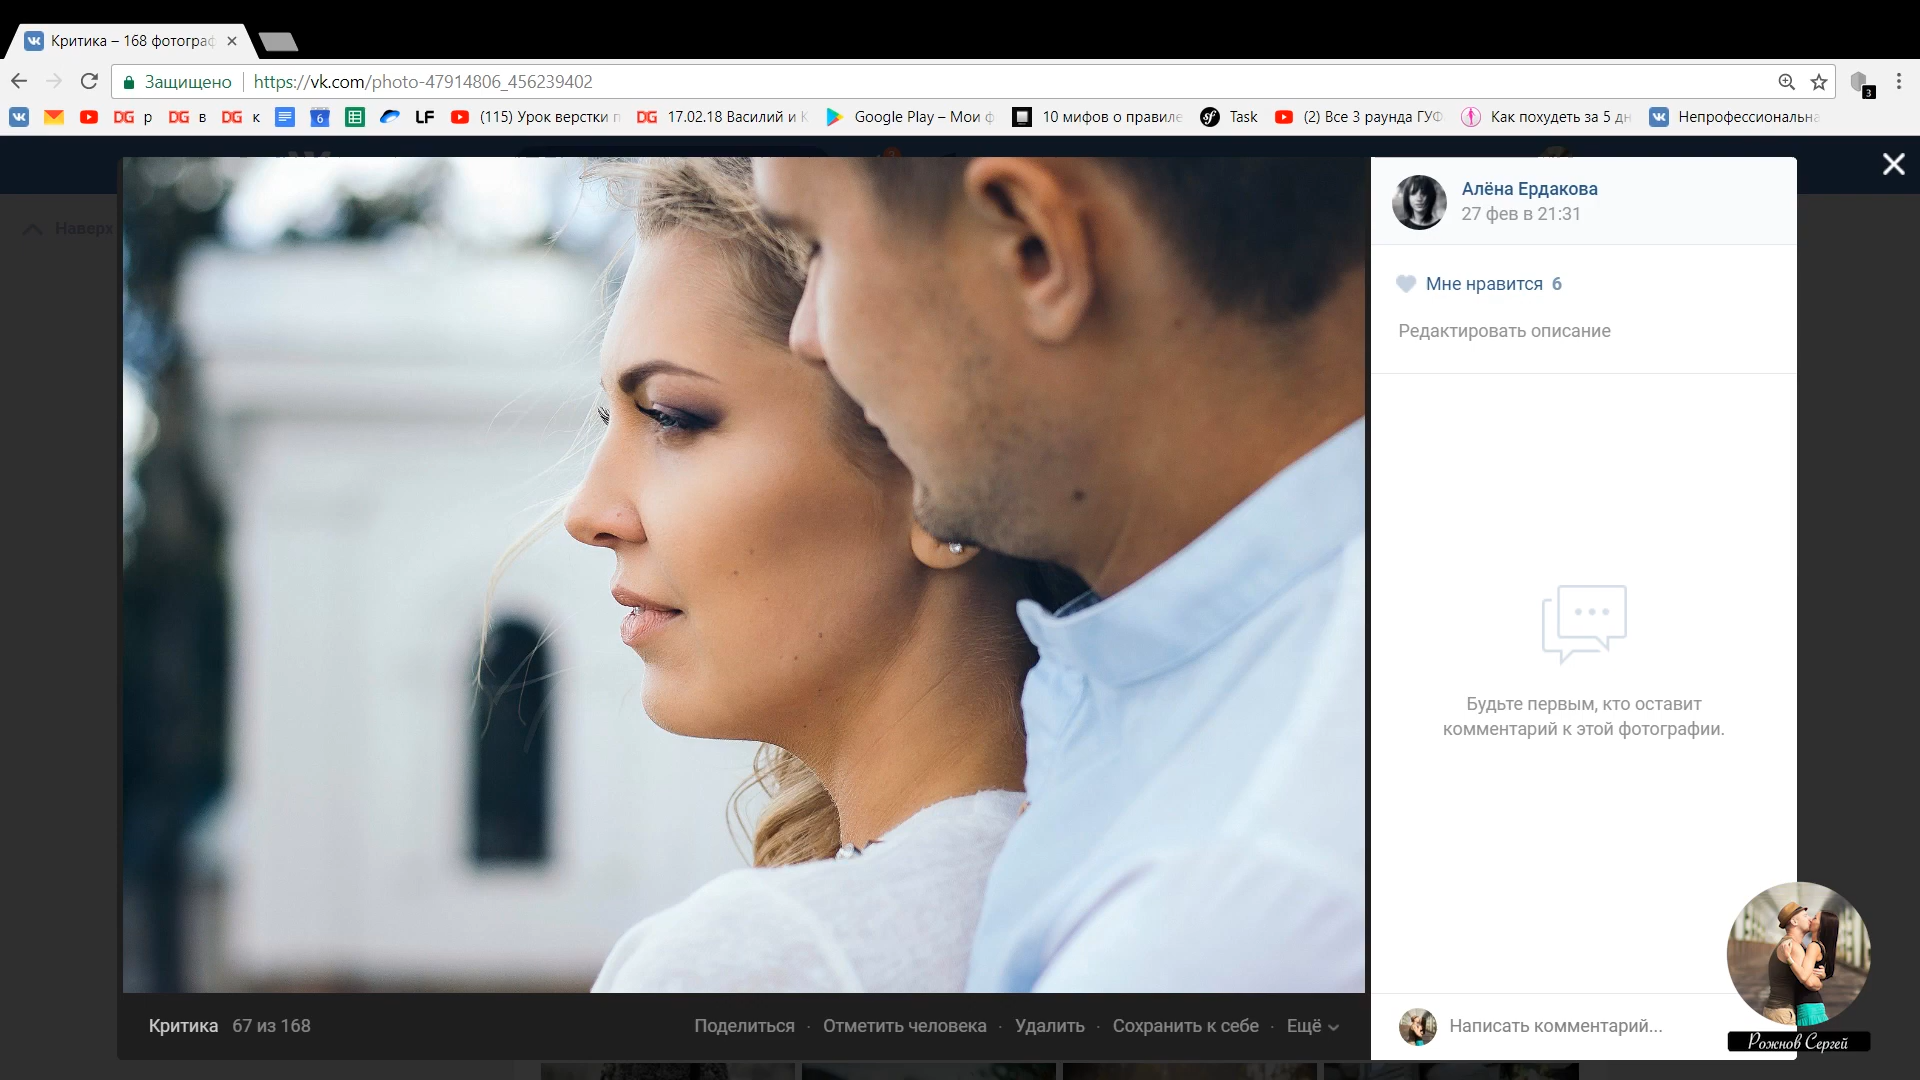 Критика – 168 фотограф
Защищено
https://vk.com/photo-47914806_456239402
3
DG р
DG в
DG к
6
LF
(115) Урок верстки п
DG 17.02.18 Василий и К
Google Play – Мои ф
10 мифов о правиле
sf Task
(2) Все 3 раунда ГУФ
Как похудеть за 5 дн
Непрофессиональна
Наверх
Алёна Ердакова
27 фев в 21:31
Мне нравится 6
Редактировать описание
Будьте первым, кто оставит
комментарий к этой фотографии.
Критика 67 из 168
Поделиться · Отметить человека · Удалить · Сохранить к себе · Ещё
Написать комментарий...
Рожнов Сергей